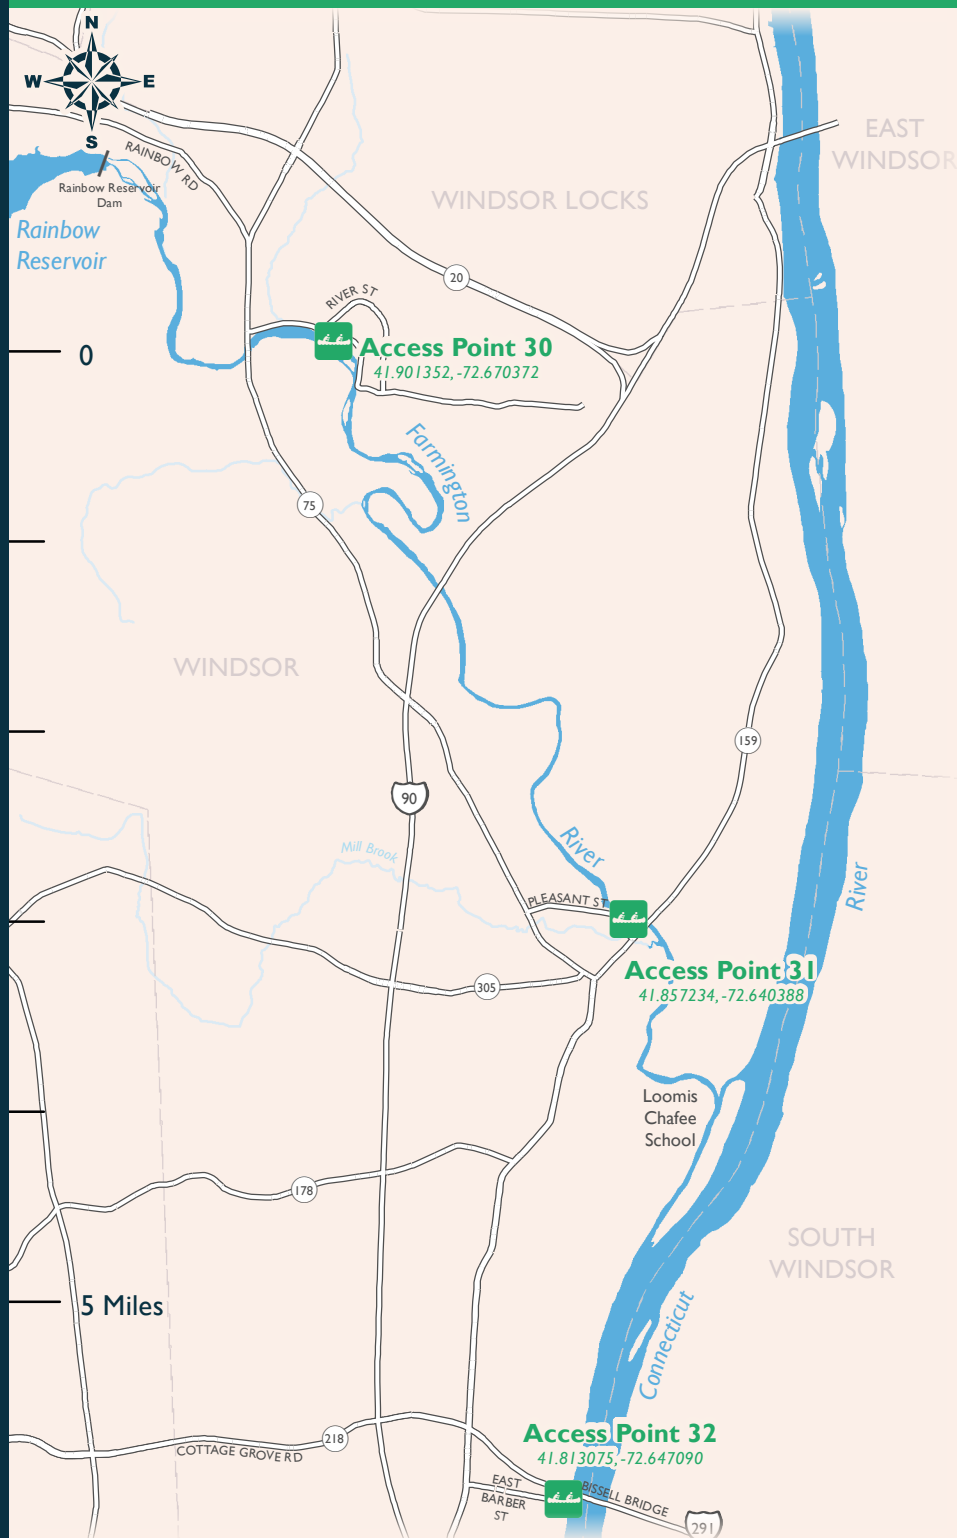 N
W E
S
RAINBOW RD
EAST
WINDSOR
Rainbow Reservoir
Dam
WINDSOR LOCKS
Rainbow
Reservoir
20
RIVER ST
0
Access Point 30
41.901352, -72.670372
Farmington
75
WINDSOR
159
90
Mill Brook
River
River
PLEASANT ST
Access Point 31
41.857234, -72.640388
305
Loomis
Chafee
School
178
SOUTH
WINDSOR
5 Miles
Connecticut
Access Point 32
41.813075, -72.647090
218
COTTAGE GROVE RD
EAST
BARBER
ST
BISSELL BRIDGE
291